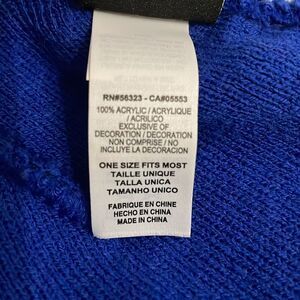 RN#56323 - CA#05553
100% ACRYLIC / ACRYLIQUE
/ ACRILICO
EXCLUSIVE OF
DECORATION / DECORATION
NON COMPRISE / NO
INCLUYE LA DECORACION
ONE SIZE FITS MOST
TAILLE UNIQUE
TALLA UNICA
TAMANHO UNICO
FABRIQUE EN CHINE
HECHO EN CHINA
MADE IN CHINA